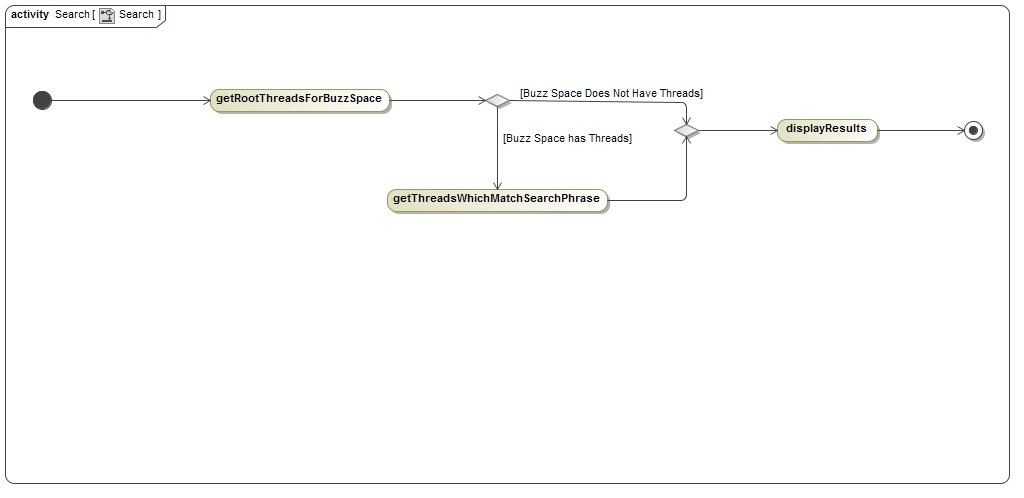 activity Search [ Search ]
getRootThreadsForBuzzSpace
[Buzz Space Does Not Have Threads]
displayResults
[Buzz Space has Threads]
getThreadsWhichMatchSearchPhrase